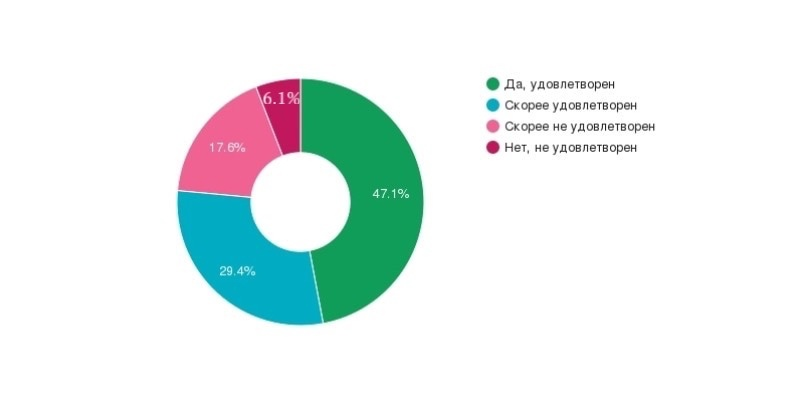 Да, удовлетворен
6.1%
Скорее удовлетворен
Скорее не удовлетворен
17.6%
Нет, не удовлетворен
47.1%
29.4%